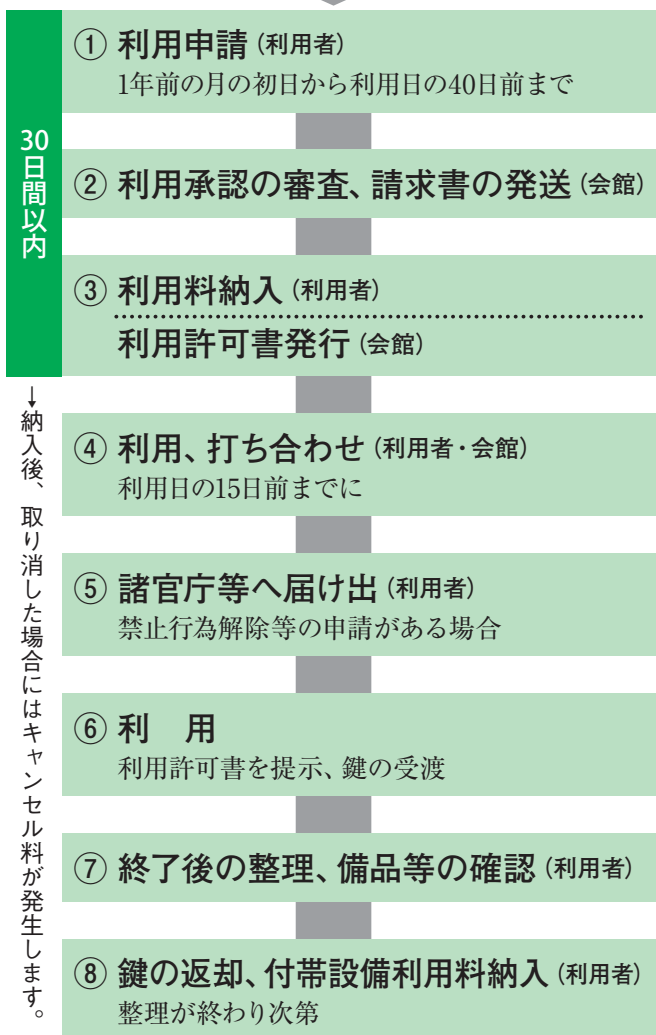 30日間以内
① 利用申請（利用者）
1年前の月の初日から利用日の40日前まで
② 利用承認の審査、請求書の発送（会館）
③ 利用料納入（利用者）
利用許可書発行（会館）
→納入後、取り消した場合にはキャンセル料が発生します。
④ 利用、打ち合わせ（利用者・会館）
利用日の15日前までに
⑤ 諸官庁等へ届け出（利用者）
禁止行為解除等の申請がある場合
⑥ 利　用
利用許可書を提示、鍵の受渡
⑦ 終了後の整理、備品等の確認（利用者）
⑧ 鍵の返却、付帯設備利用料納入（利用者）
整理が終わり次第